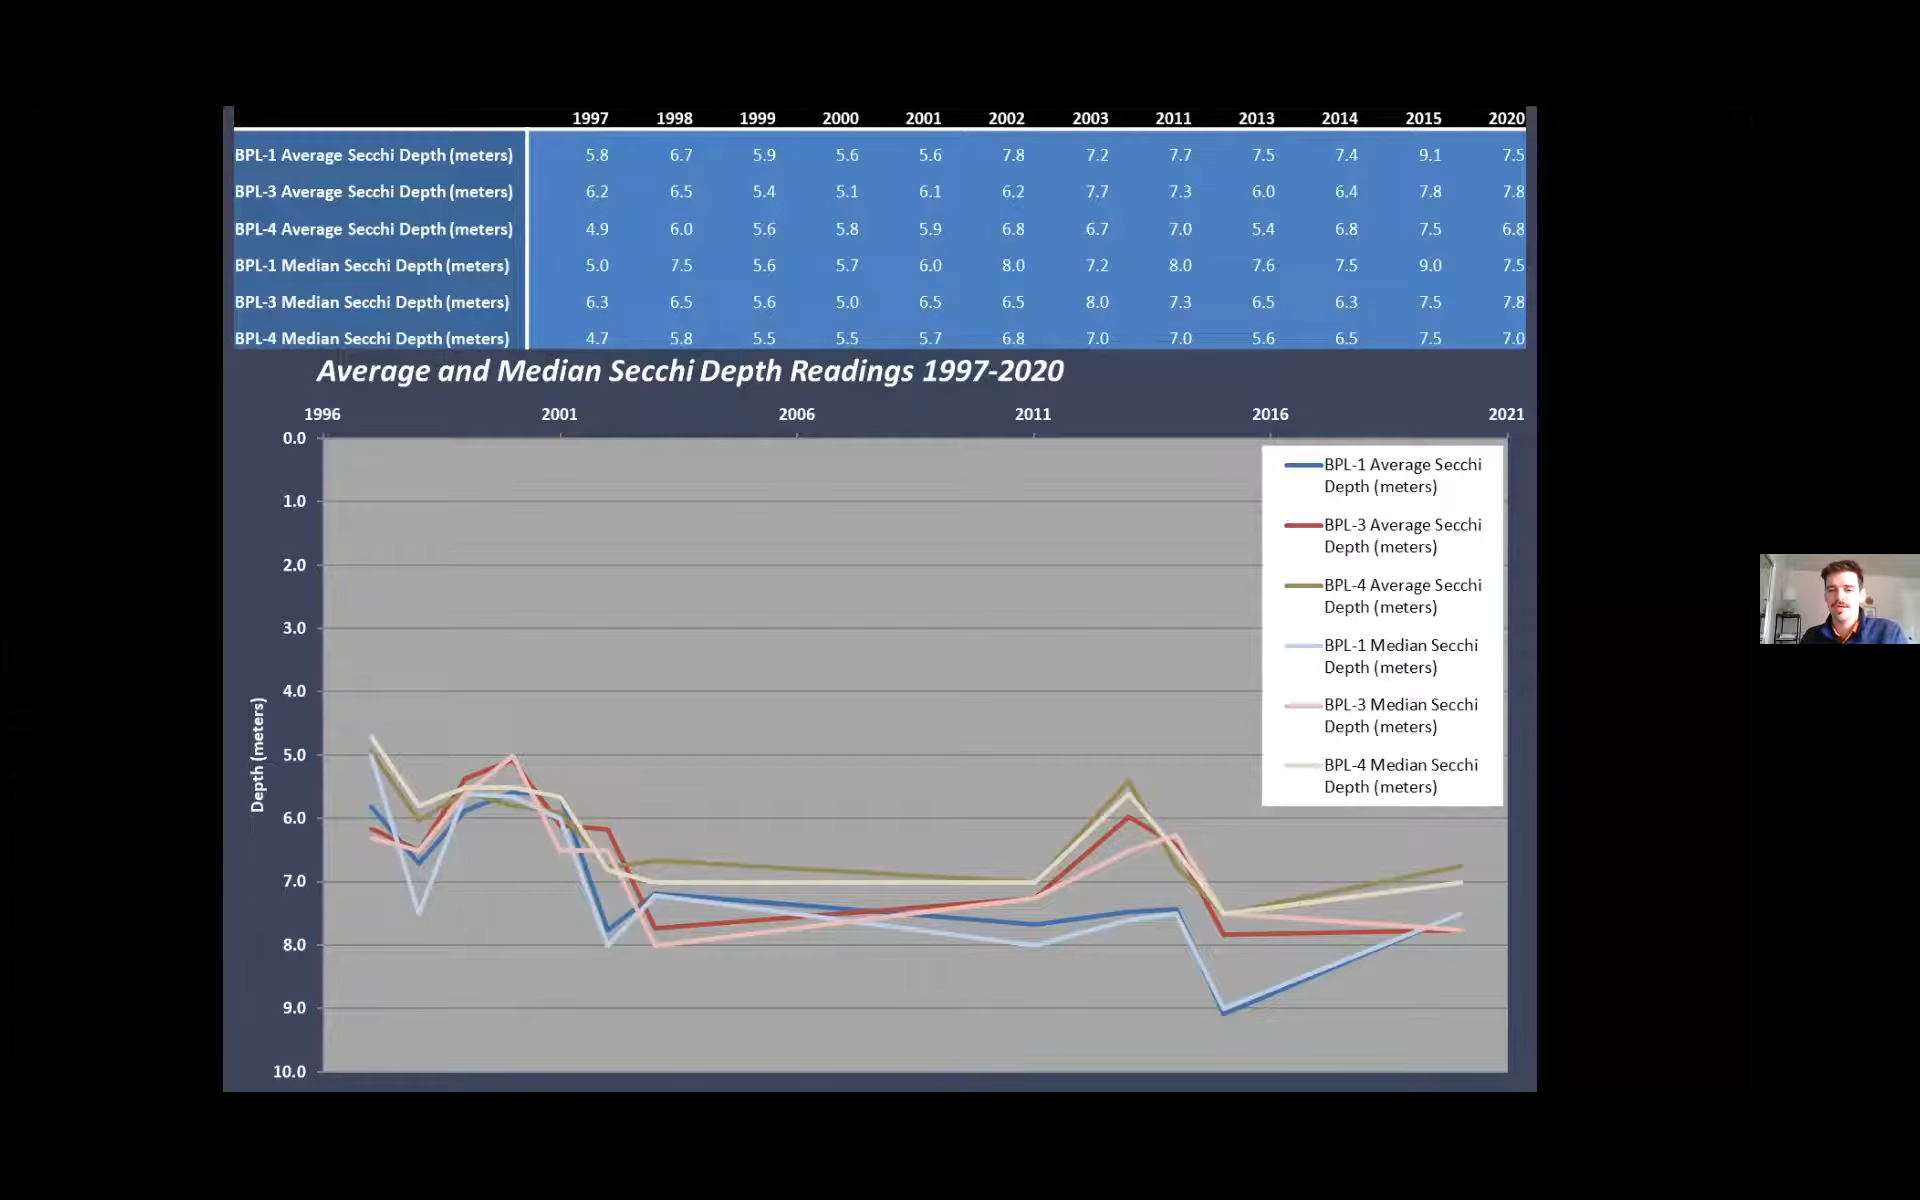 1997 1998 1999 2000 2001 2002 2003 2011 2013 2014 2015 2020
BPL-1 Average Secchi Depth (meters) 5.8 6.7 5.9 5.6 5.6 7.8 7.2 7.7 7.5 7.4 9.1 7.5
BPL-3 Average Secchi Depth (meters) 6.2 6.5 5.4 5.1 6.1 6.2 7.7 7.3 6.0 6.4 7.8 7.8
BPL-4 Average Secchi Depth (meters) 4.9 6.0 5.6 5.8 5.9 6.8 6.7 7.0 5.4 6.8 7.5 6.8
BPL-1 Median Secchi Depth (meters) 5.0 7.5 5.6 5.7 6.0 8.0 7.2 8.0 7.6 7.5 9.0 7.5
BPL-3 Median Secchi Depth (meters) 6.3 6.5 5.6 5.0 6.5 6.5 8.0 7.3 6.5 6.3 7.5 7.8
BPL-4 Median Secchi Depth (meters) 4.7 5.8 5.5 5.5 5.7 6.8 7.0 7.0 5.6 6.5 7.5 7.0
Average and Median Secchi Depth Readings 1997-2020
1996 2001 2006 2011 2016 2021
0.0
1.0
2.0
3.0
4.0
5.0
6.0
7.0
8.0
9.0
10.0
Depth (meters)
BPL-1 Average Secchi
Depth (meters)
BPL-3 Average Secchi
Depth (meters)
BPL-4 Average Secchi
Depth (meters)
BPL-1 Median Secchi
Depth (meters)
BPL-3 Median Secchi
Depth (meters)
BPL-4 Median Secchi
Depth (meters)